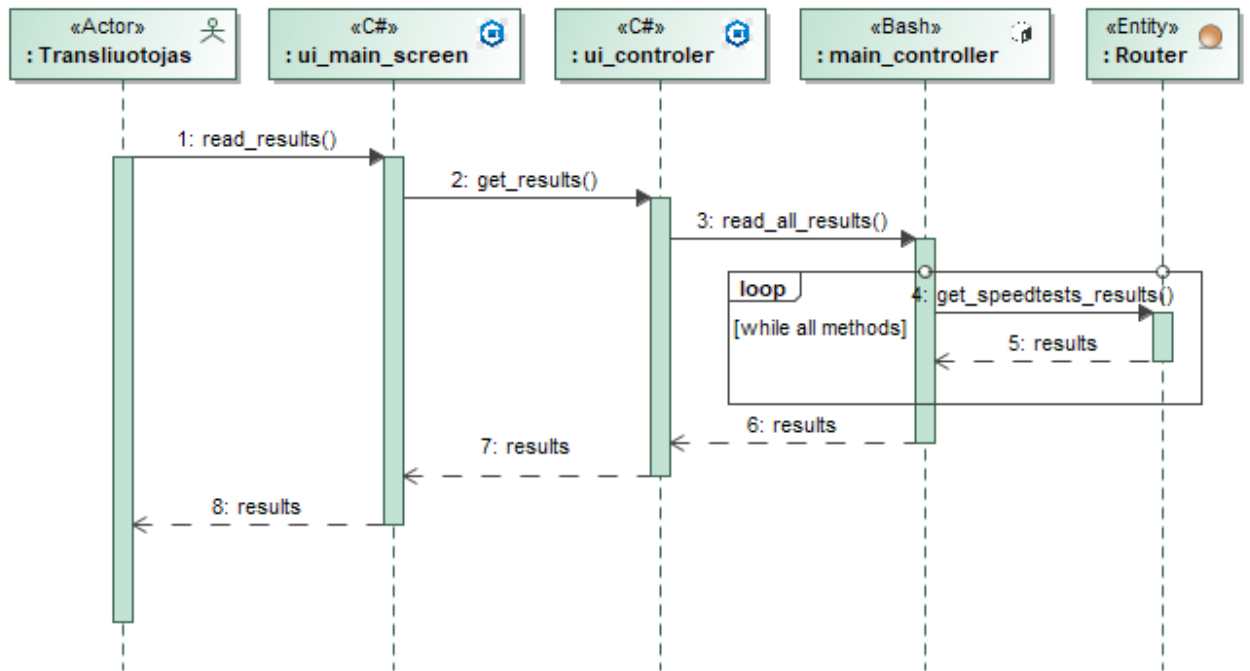 «Actor»
: Transliuotojas
«C#»
: ui_main_screen
«C#»
: ui_controler
«Bash»
: main_controller
«Entity»
: Router
1: read_results()
2: get_results()
3: read_all_results()
loop
4: get_speedtests_results()
[while all methods]
5: results
6: results
7: results
8: results